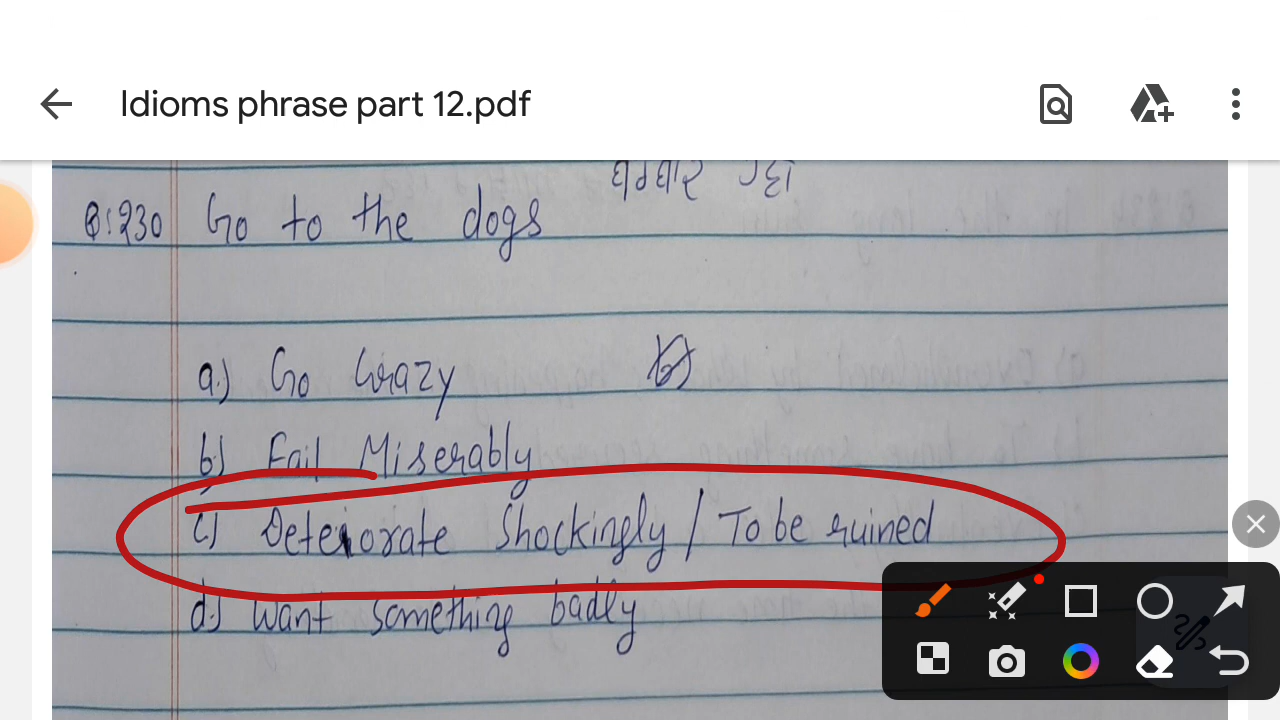 Idioms phrase part 12.pdf
Q:230 Go to the dogs
a.) Go Crazy
b) Fail Miserably
c) Deteriorate Shockingly / To be ruined
d.) Want something badly